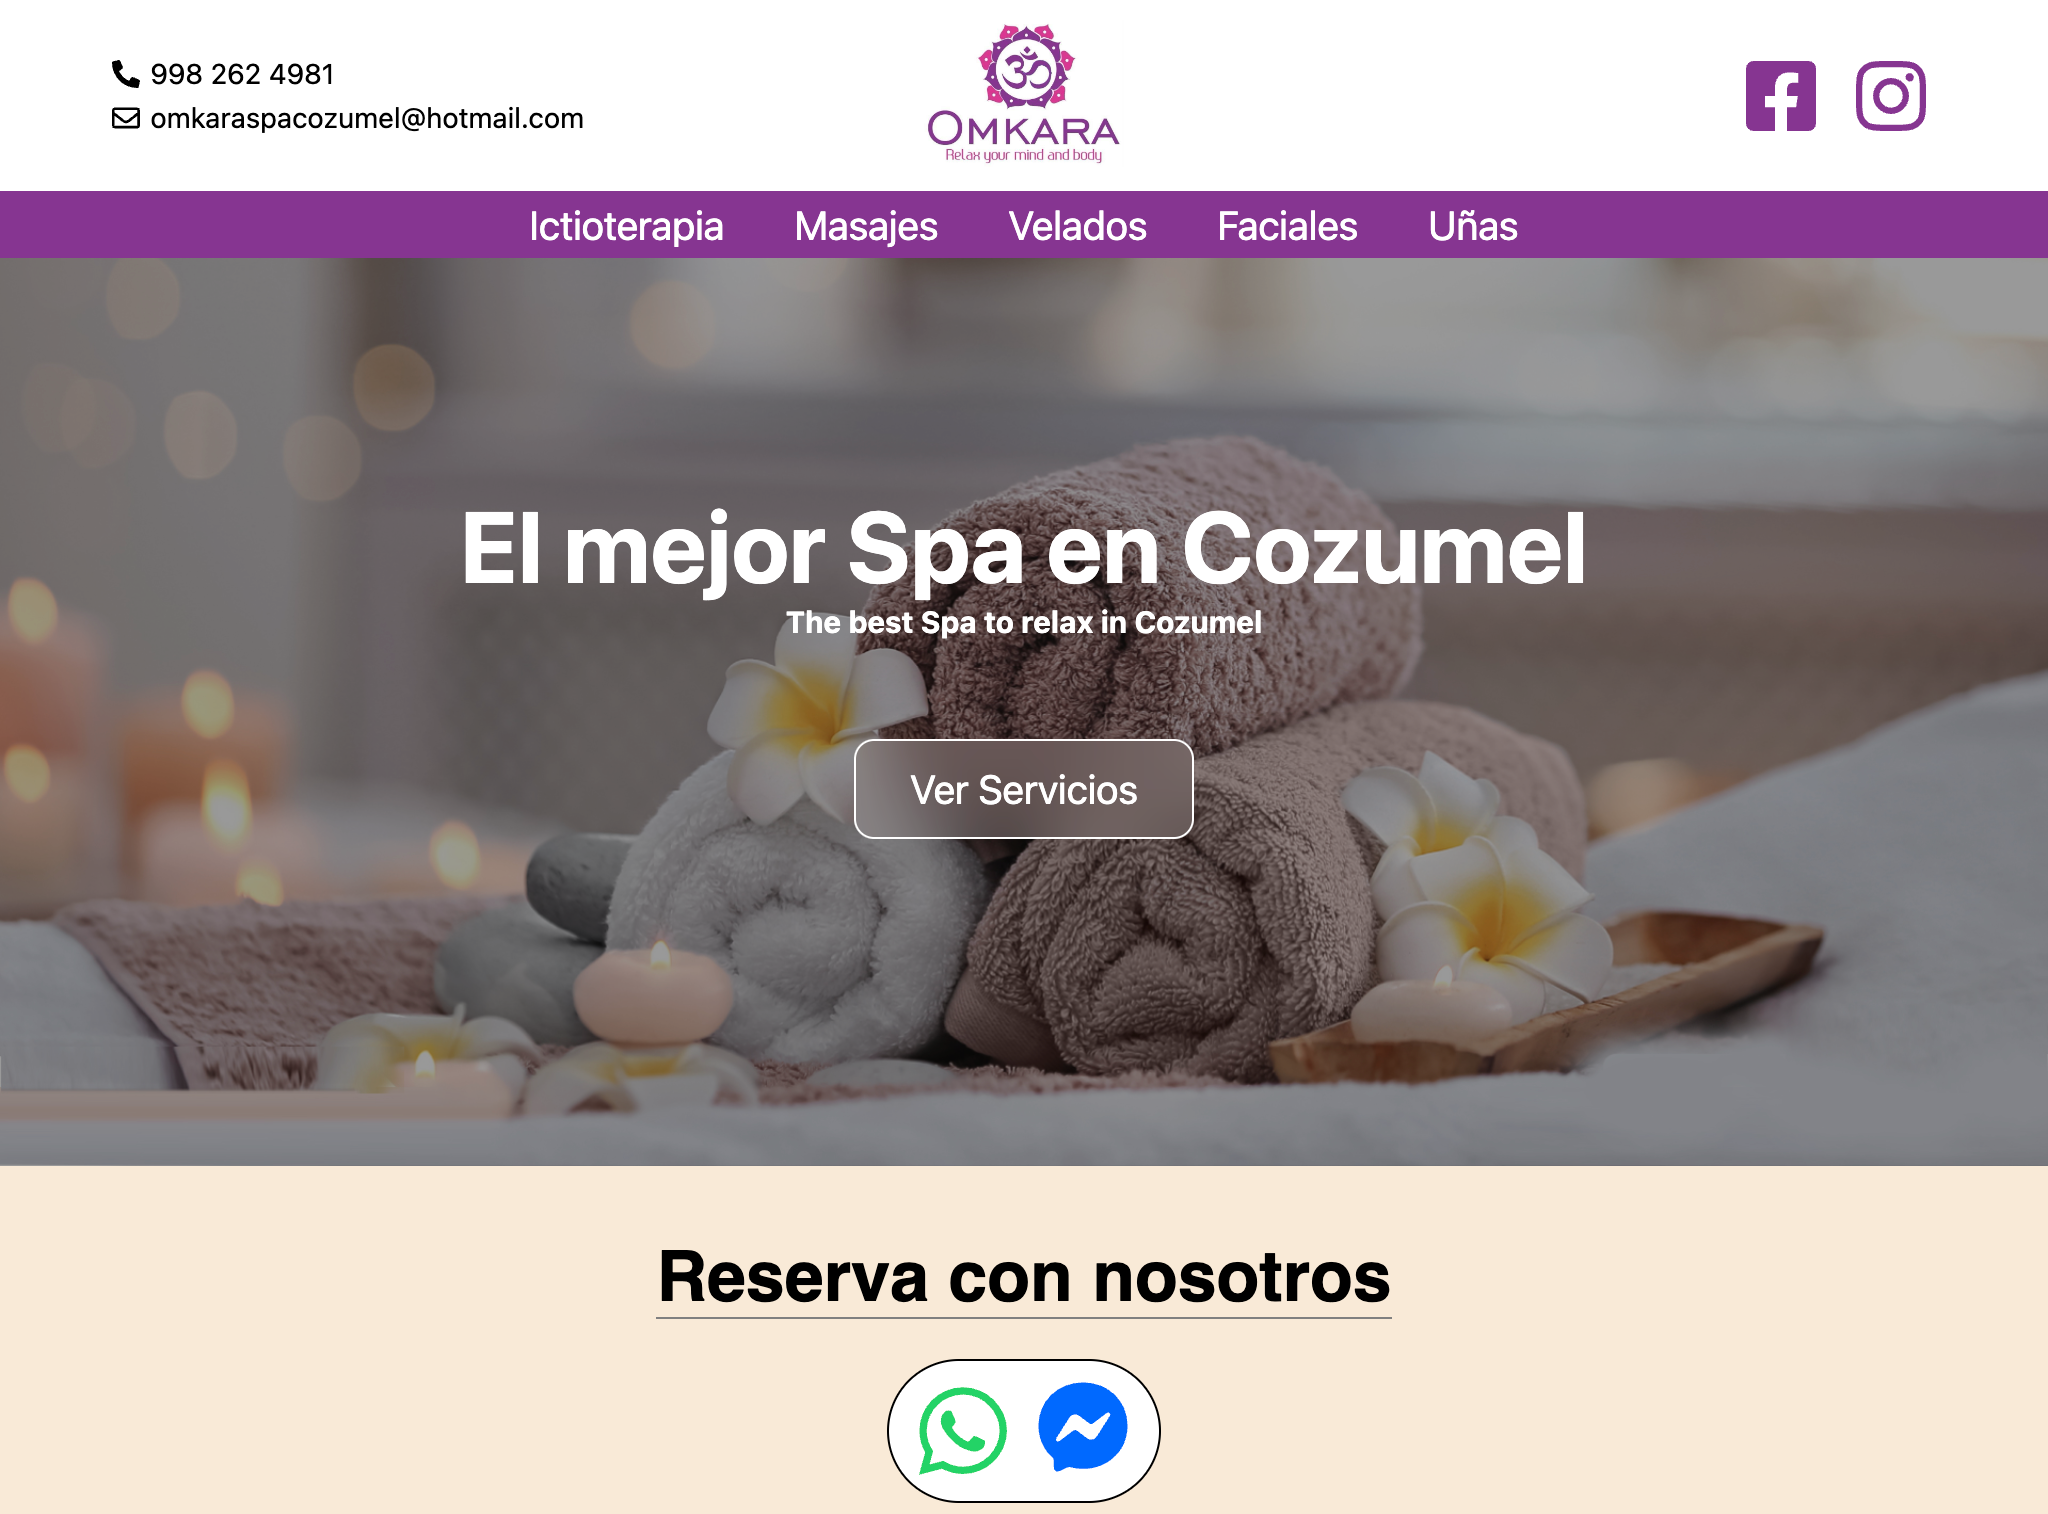 998 262 4981
omkaraspacozumel@hotmail.com
OMKARA
Relax your mind and body
Ictioterapia Masajes Velados Faciales Uñas
El mejor Spa en Cozumel
The best Spa to relax in Cozumel
Ver Servicios
Reserva con nosotros